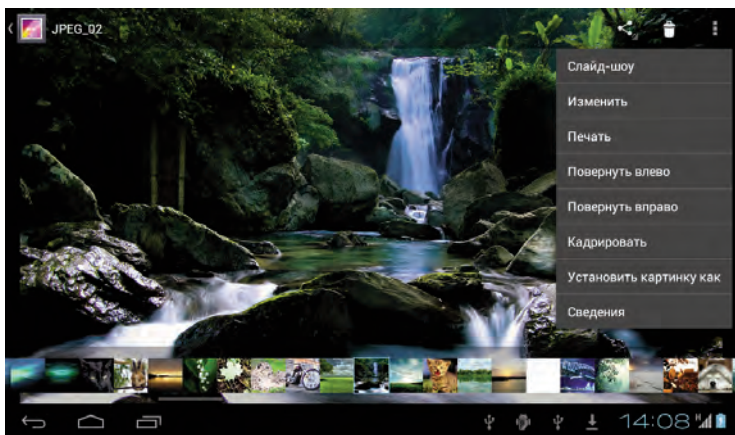 JPEG_02
Слайд-шоу
Изменить
Печать
Повернуть влево
Повернуть вправо
Кадрировать
Установить картинку как
Сведения
14:08 H